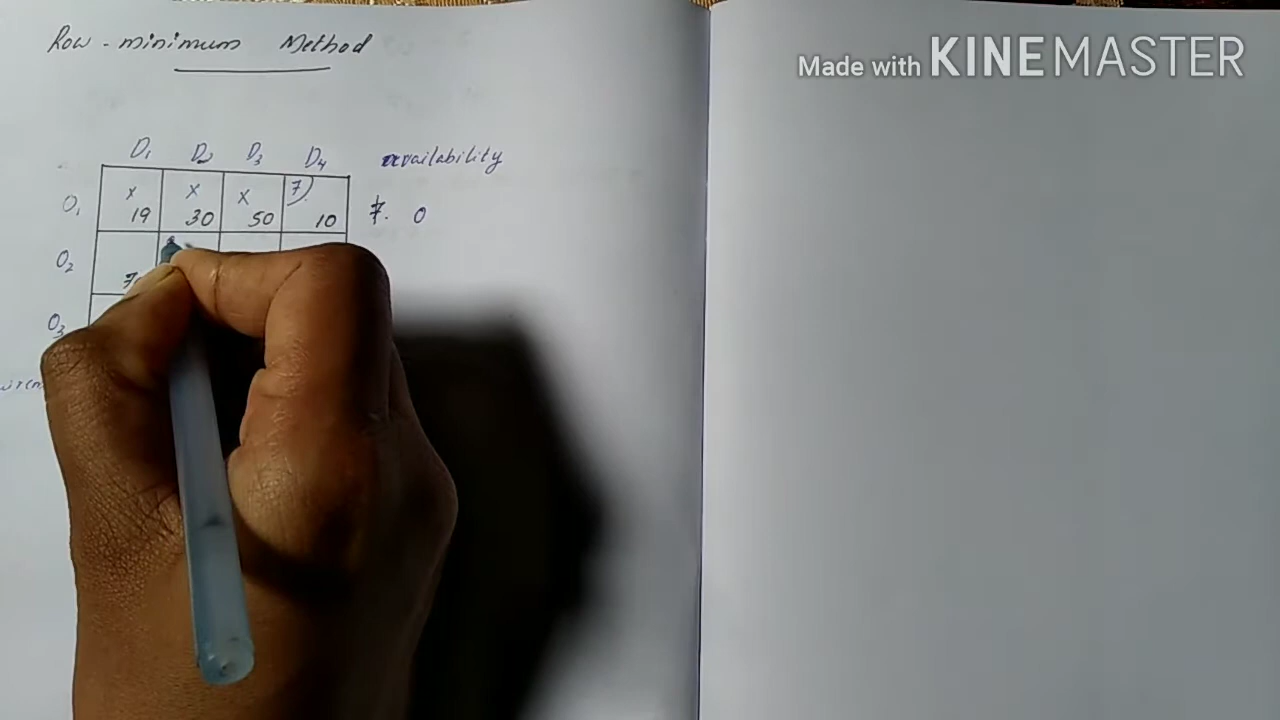 Row - minimum Method
Made with KINEMASTER
D1 D2 D3 D4 availability
O1 x 19 x 30 x 50 7 10 7. 0
O2
O3